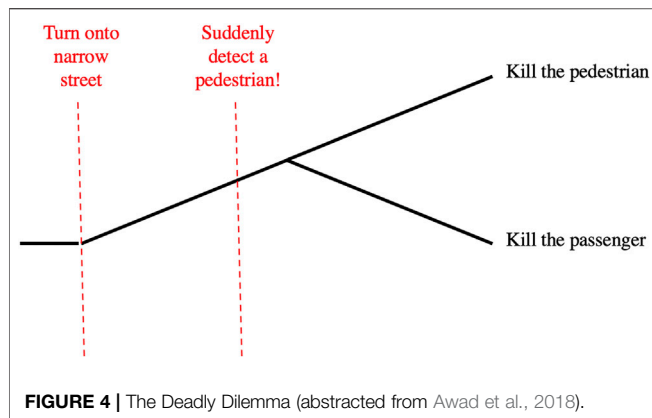 Turn onto
narrow
street
Suddenly
detect a
pedestrian!
Kill the pedestrian
Kill the passenger
FIGURE 4 | The Deadly Dilemma (abstracted from Awad et al., 2018).